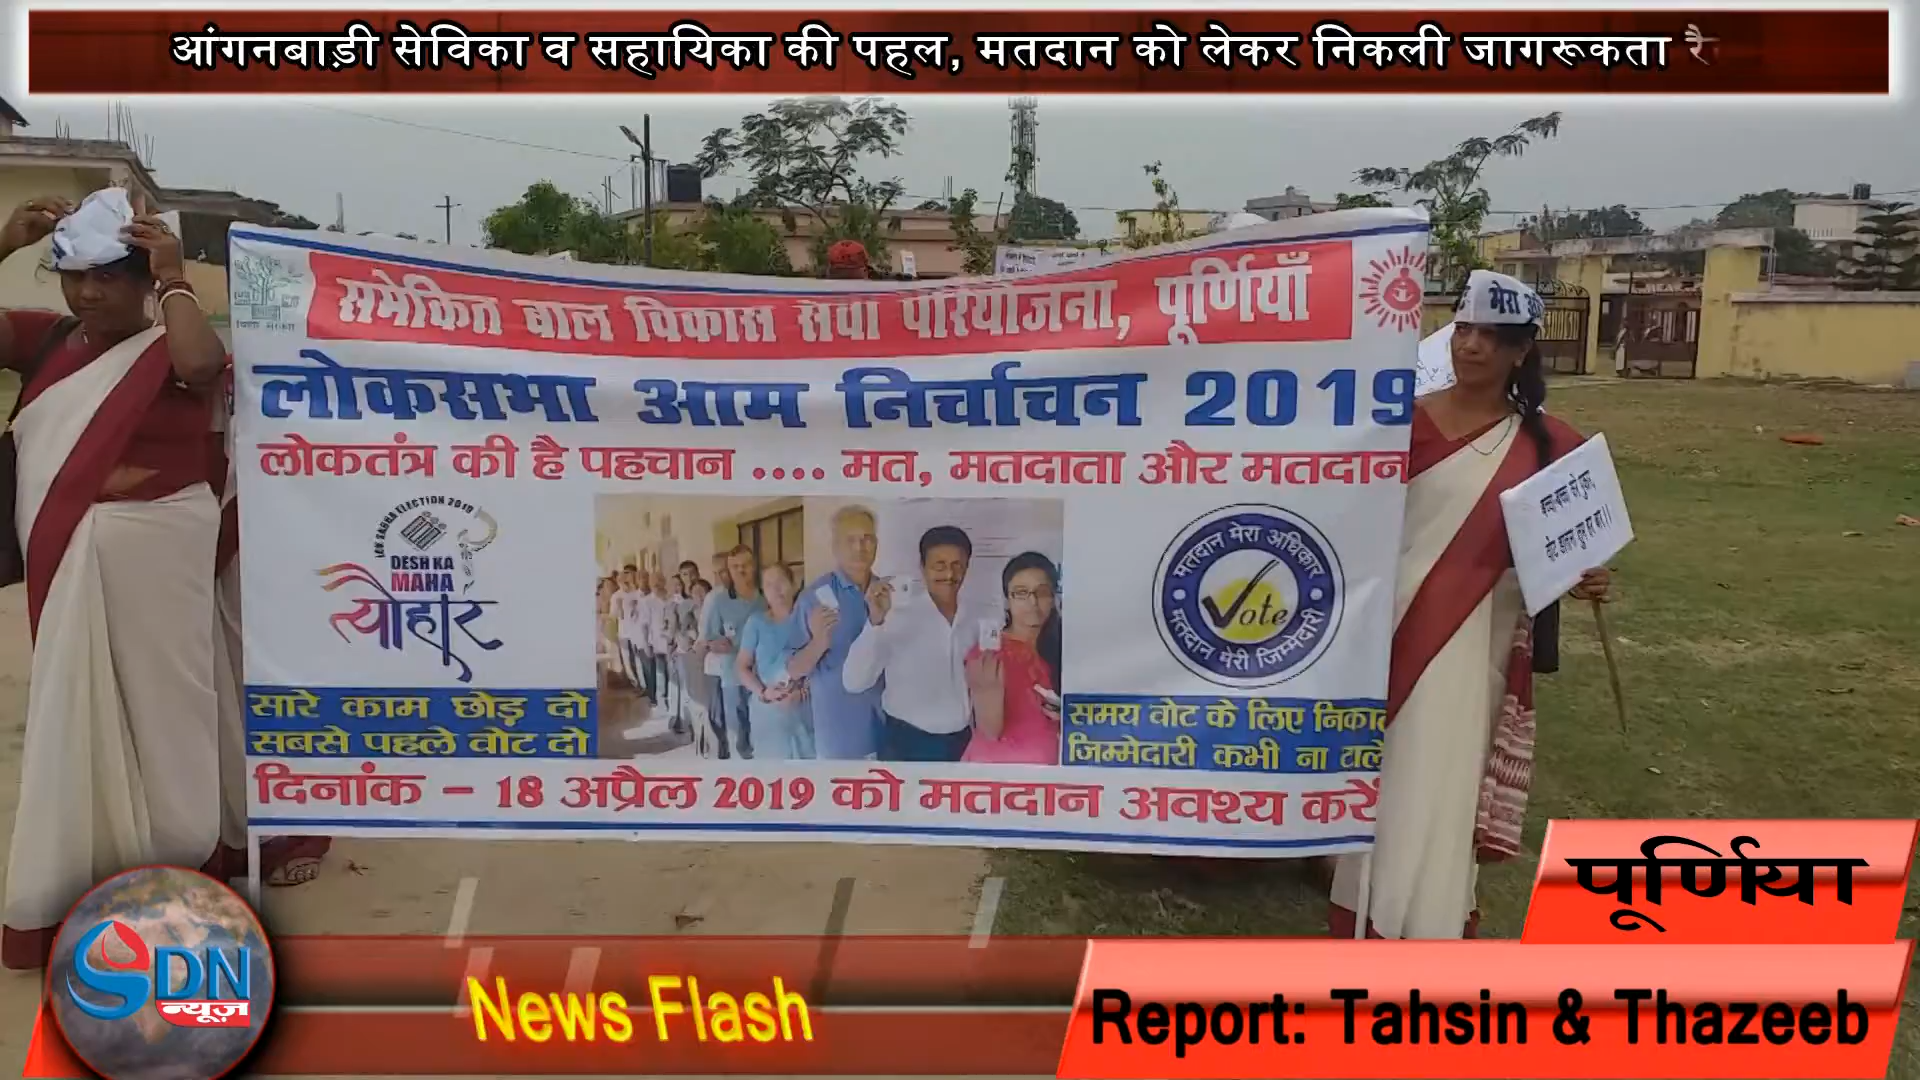 आंगनबाड़ी सेविका व सहायिका की पहल, मतदान को लेकर निकली जागरूकता
समेकित बाल विकास सेवा परियोजना, पूर्णियाँ
लोकसभा आम निर्वाचन 2019
लोकतंत्र की है पहचान .... मत, मतदाता और मतदान
LOK SABHA ELECTION 2019
DESH KA
MAHA
त्यौहार
मतदान मेरा अधिकार
Vote
मतदान मेरी जिम्मेदारी
सारे काम छोड़ दो
सबसे पहले वोट दो
समय वोट के लिए निकालें
जिम्मेदारी कभी ना टालें
दिनांक – 18 अप्रैल 2019 को मतदान अवश्य करें
मेरा
पूर्णिया
SDN
न्यूज़
News Flash
Report: Tahsin & Thazeeb